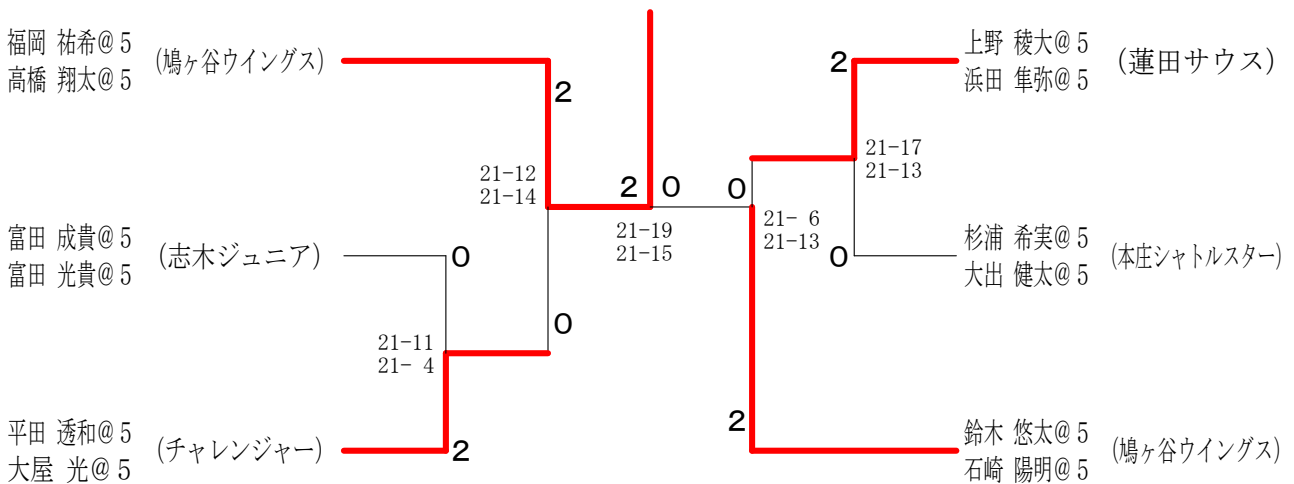 福岡 祐希@５
高橋 翔太@５
(鳩ヶ谷ウイングス)
2
21-12
21-14
富田 成貴@５
富田 光貴@５
(志木ジュニア)
0
0
21-11
21- 4
平田 透和@５
大屋 光@５
(チャレンジャー)
2
2
0
21-19
21-15
0
21- 6
21-13
2
2
21-17
21-13
0
上野 稜大@５
浜田 隼弥@５
(蓮田サウス)
杉浦 希実@５
大出 健太@５
(本庄シャトルスター)
鈴木 悠太@５
石崎 陽明@５
(鳩ヶ谷ウイングス)